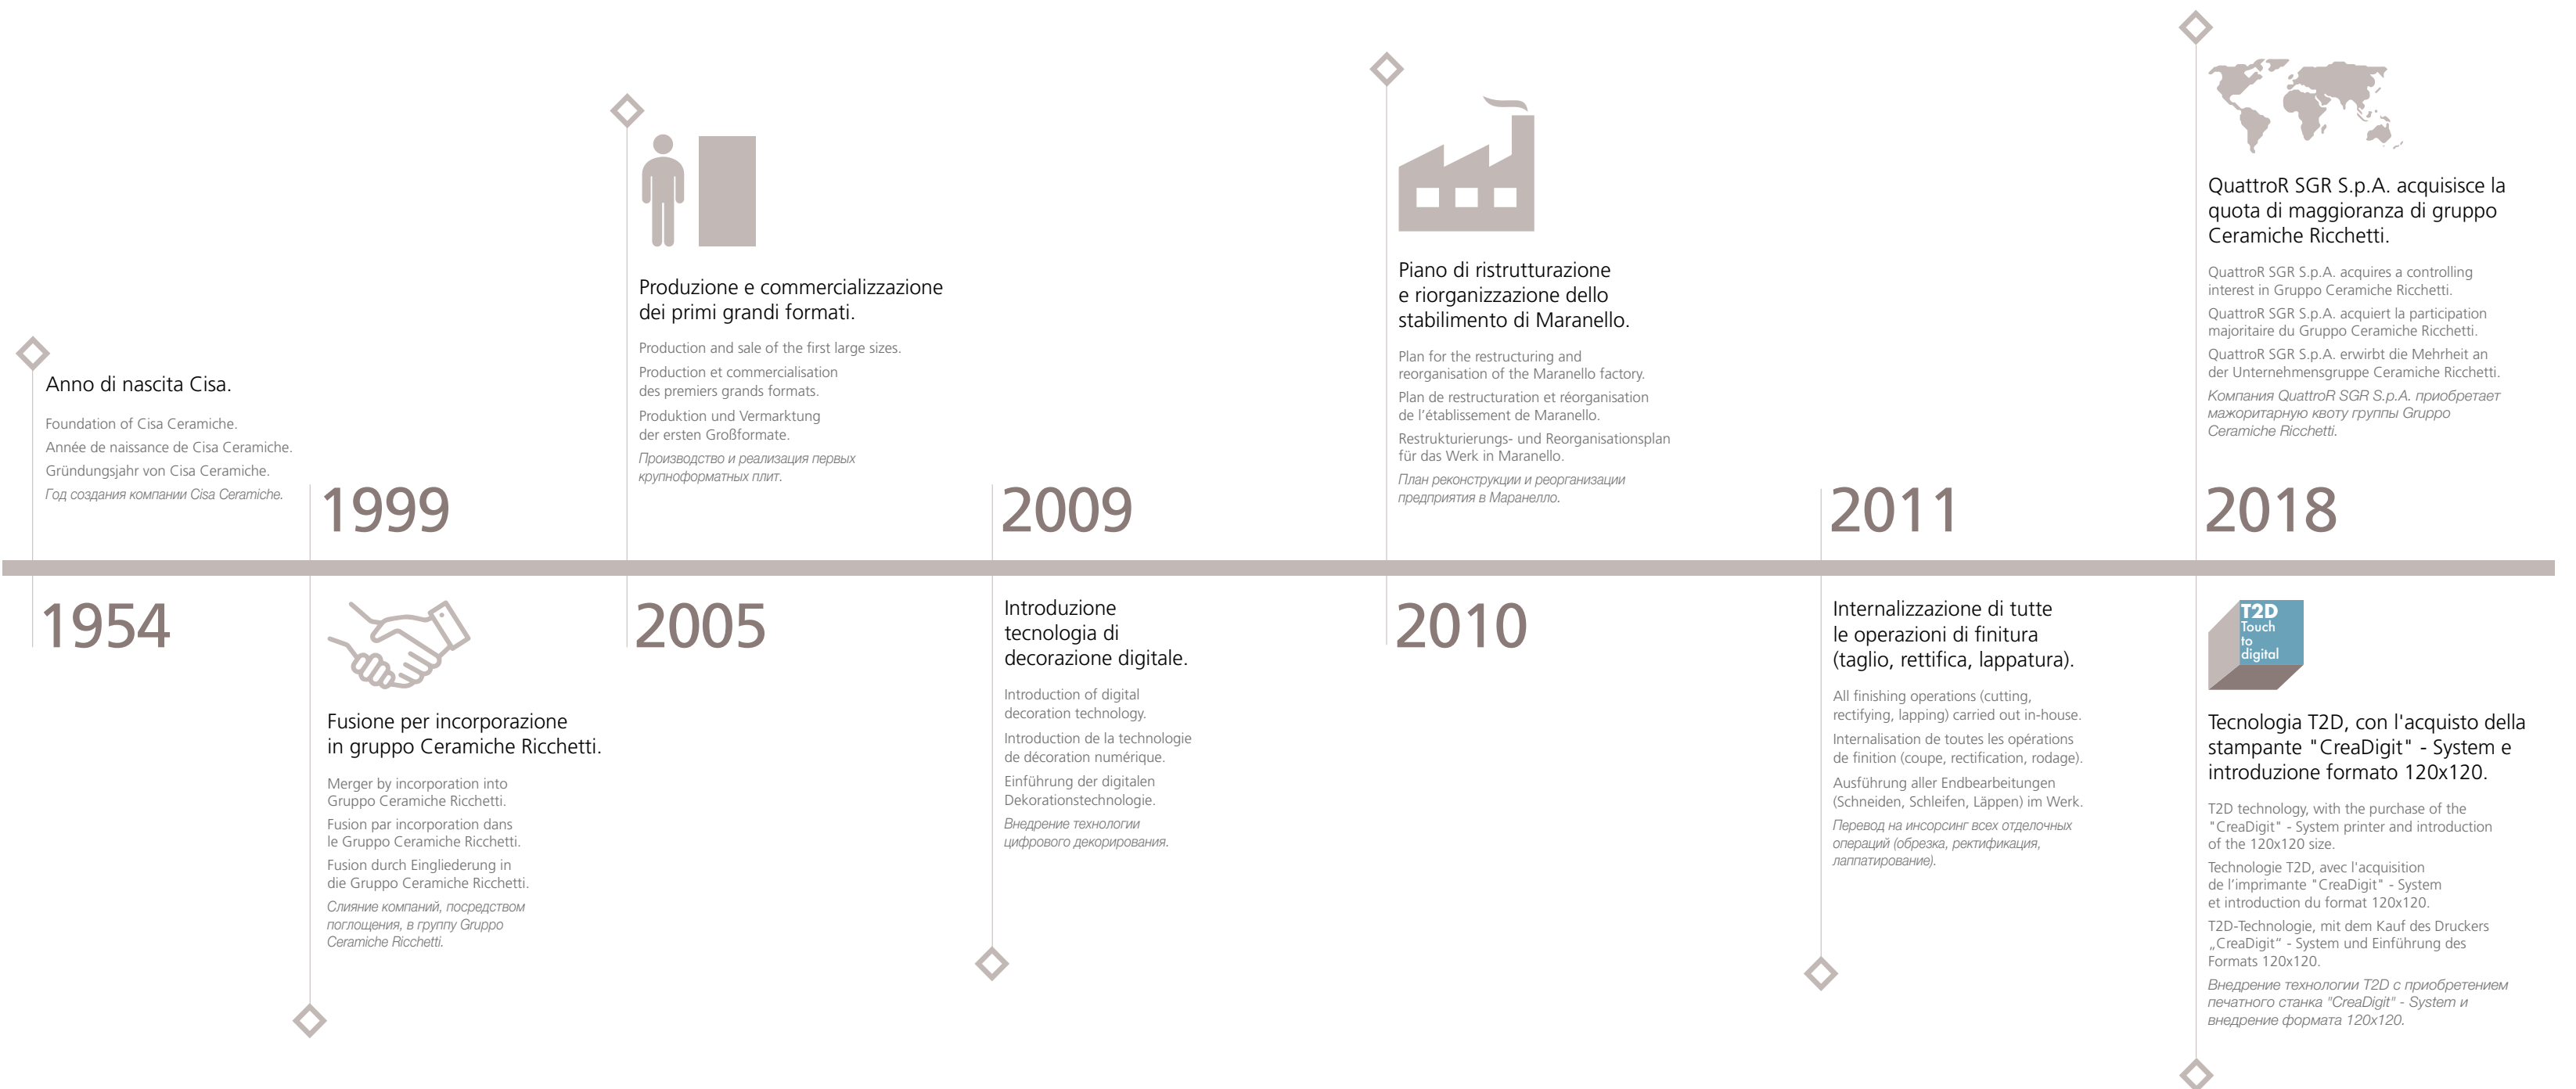 1954
Anno di nascita Cisa.
Foundation of Cisa Ceramiche.
Année de naissance de Cisa Ceramiche.
Gründungsjahr von Cisa Ceramiche.
Год создания компании Cisa Ceramiche.
1999
Fusione per incorporazione
in gruppo Ceramiche Ricchetti.
Merger by incorporation into
Gruppo Ceramiche Ricchetti.
Fusion par incorporation dans
le Gruppo Ceramiche Ricchetti.
Fusion durch Eingliederung in
die Gruppo Ceramiche Ricchetti.
Слияние компаний, посредством
поглощения, в группу Gruppo
Ceramiche Ricchetti.
2005
Produzione e commercializzazione
dei primi grandi formati.
Production and sale of the first large sizes.
Production et commercialisation
des premiers grands formats.
Produktion und Vermarktung
der ersten Großformate.
Производство и реализация первых
крупноформатных плит.
2009
Introduzione
tecnologia di
decorazione digitale.
Introduction of digital
decoration technology.
Introduction de la technologie
de décoration numérique.
Einführung der digitalen
Dekorationstechnologie.
Внедрение технологии
цифрового декорирования.
2010
Piano di ristrutturazione
e riorganizzazione dello
stabilimento di Maranello.
Plan for the restructuring and
reorganisation of the Maranello factory.
Plan de restructuration et réorganisation
de l’établissement de Maranello.
Restrukturierungs- und Reorganisationsplan
für das Werk in Maranello.
План реконструкции и реорганизации
предприятия в Маранелло.
2011
Internalizzazione di tutte
le operazioni di finitura
(taglio, rettifica, lappatura).
All finishing operations (cutting,
rectifying, lapping) carried out in-house.
Internalisation de toutes les opérations
de finition (coupe, rectification, rodage).
Ausführung aller Endbearbeitungen
(Schneiden, Schleifen, Läppen) im Werk.
Перевод на инсорсинг всех отделочных
операций (обрезка, ректификация,
лаппатирование).
2018
QuattroR SGR S.p.A. acquisisce la
quota di maggioranza di gruppo
Ceramiche Ricchetti.
QuattroR SGR S.p.A. acquires a controlling
interest in Gruppo Ceramiche Ricchetti.
QuattroR SGR S.p.A. acquiert la participation
majoritaire du Gruppo Ceramiche Ricchetti.
QuattroR SGR S.p.A. erwirbt die Mehrheit an
der Unternehmensgruppe Ceramiche Ricchetti.
Компания QuattroR SGR S.p.A. приобретает
мажоритарную квоту группы Gruppo
Ceramiche Ricchetti.
T2D
Touch
to
digital
Tecnologia T2D, con l'acquisto della
stampante "CreaDigit" - System e
introduzione formato 120x120.
T2D technology, with the purchase of the
"CreaDigit" - System printer and introduction
of the 120x120 size.
Technologie T2D, avec l'acquisition
de l’imprimante "CreaDigit" - System
et introduction du format 120x120.
T2D-Technologie, mit dem Kauf des Druckers
„CreaDigit“ - System und Einführung des
Formats 120x120.
Внедрение технологии T2D с приобретением
печатного станка "CreaDigit" - System и
внедрение формата 120x120.